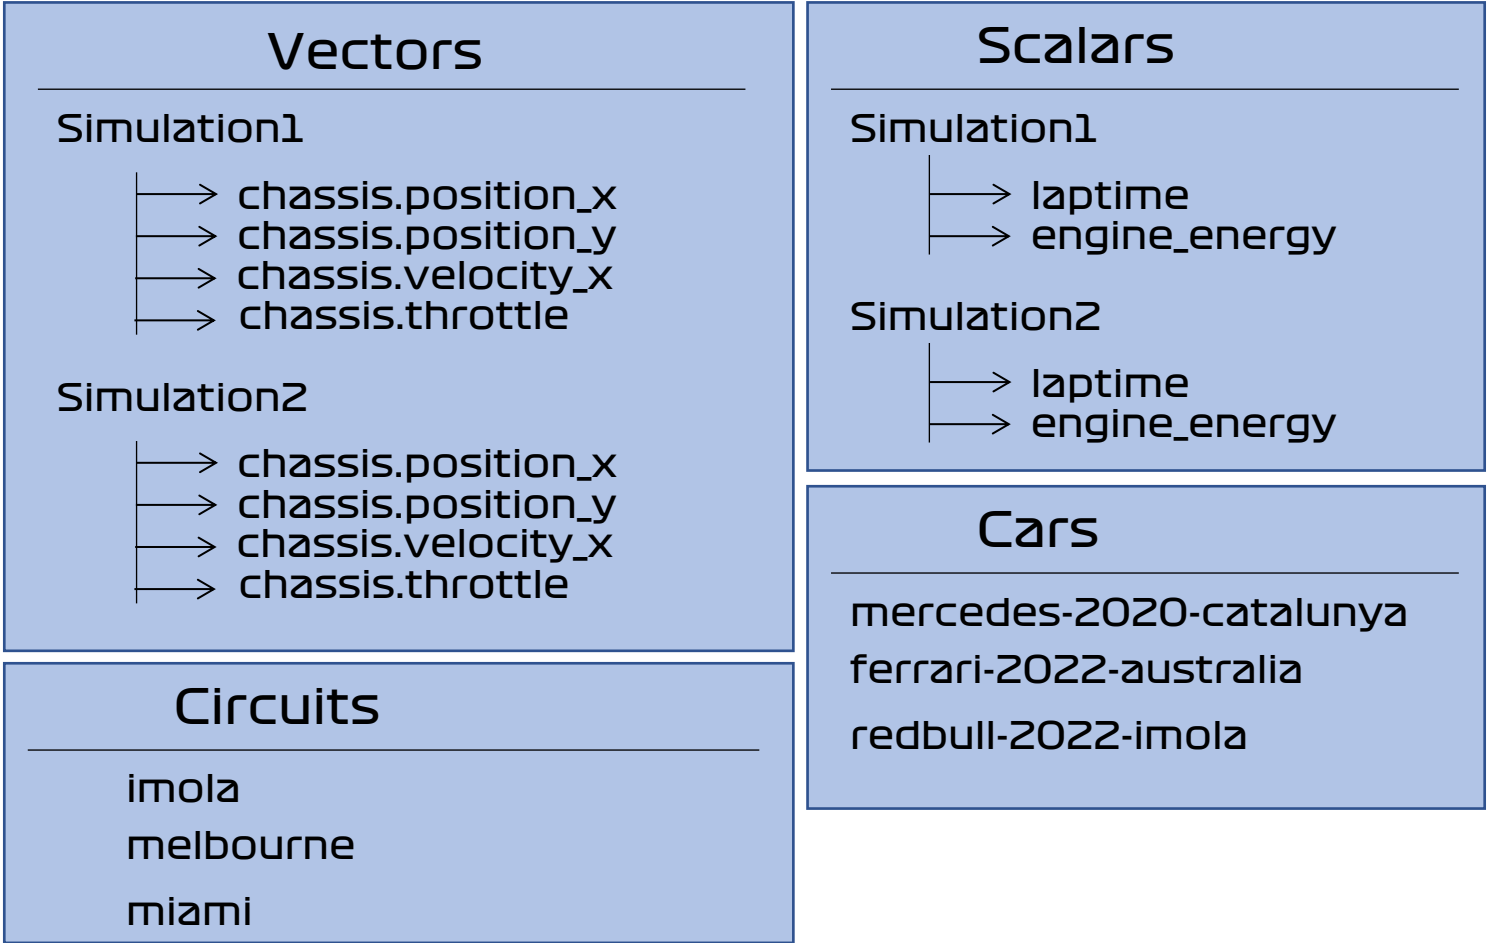 Vectors
Simulation1
chassis.position_x
chassis.position_y
chassis.velocity_x
chassis.throttle
Simulation2
chassis.position_x
chassis.position_y
chassis.velocity_x
chassis.throttle
Scalars
Simulation1
laptime
engine_energy
Simulation2
laptime
engine_energy
Circuits
imola
melbourne
miami
Cars
mercedes-2020-catalunya
ferrari-2022-australia
redbull-2022-imola